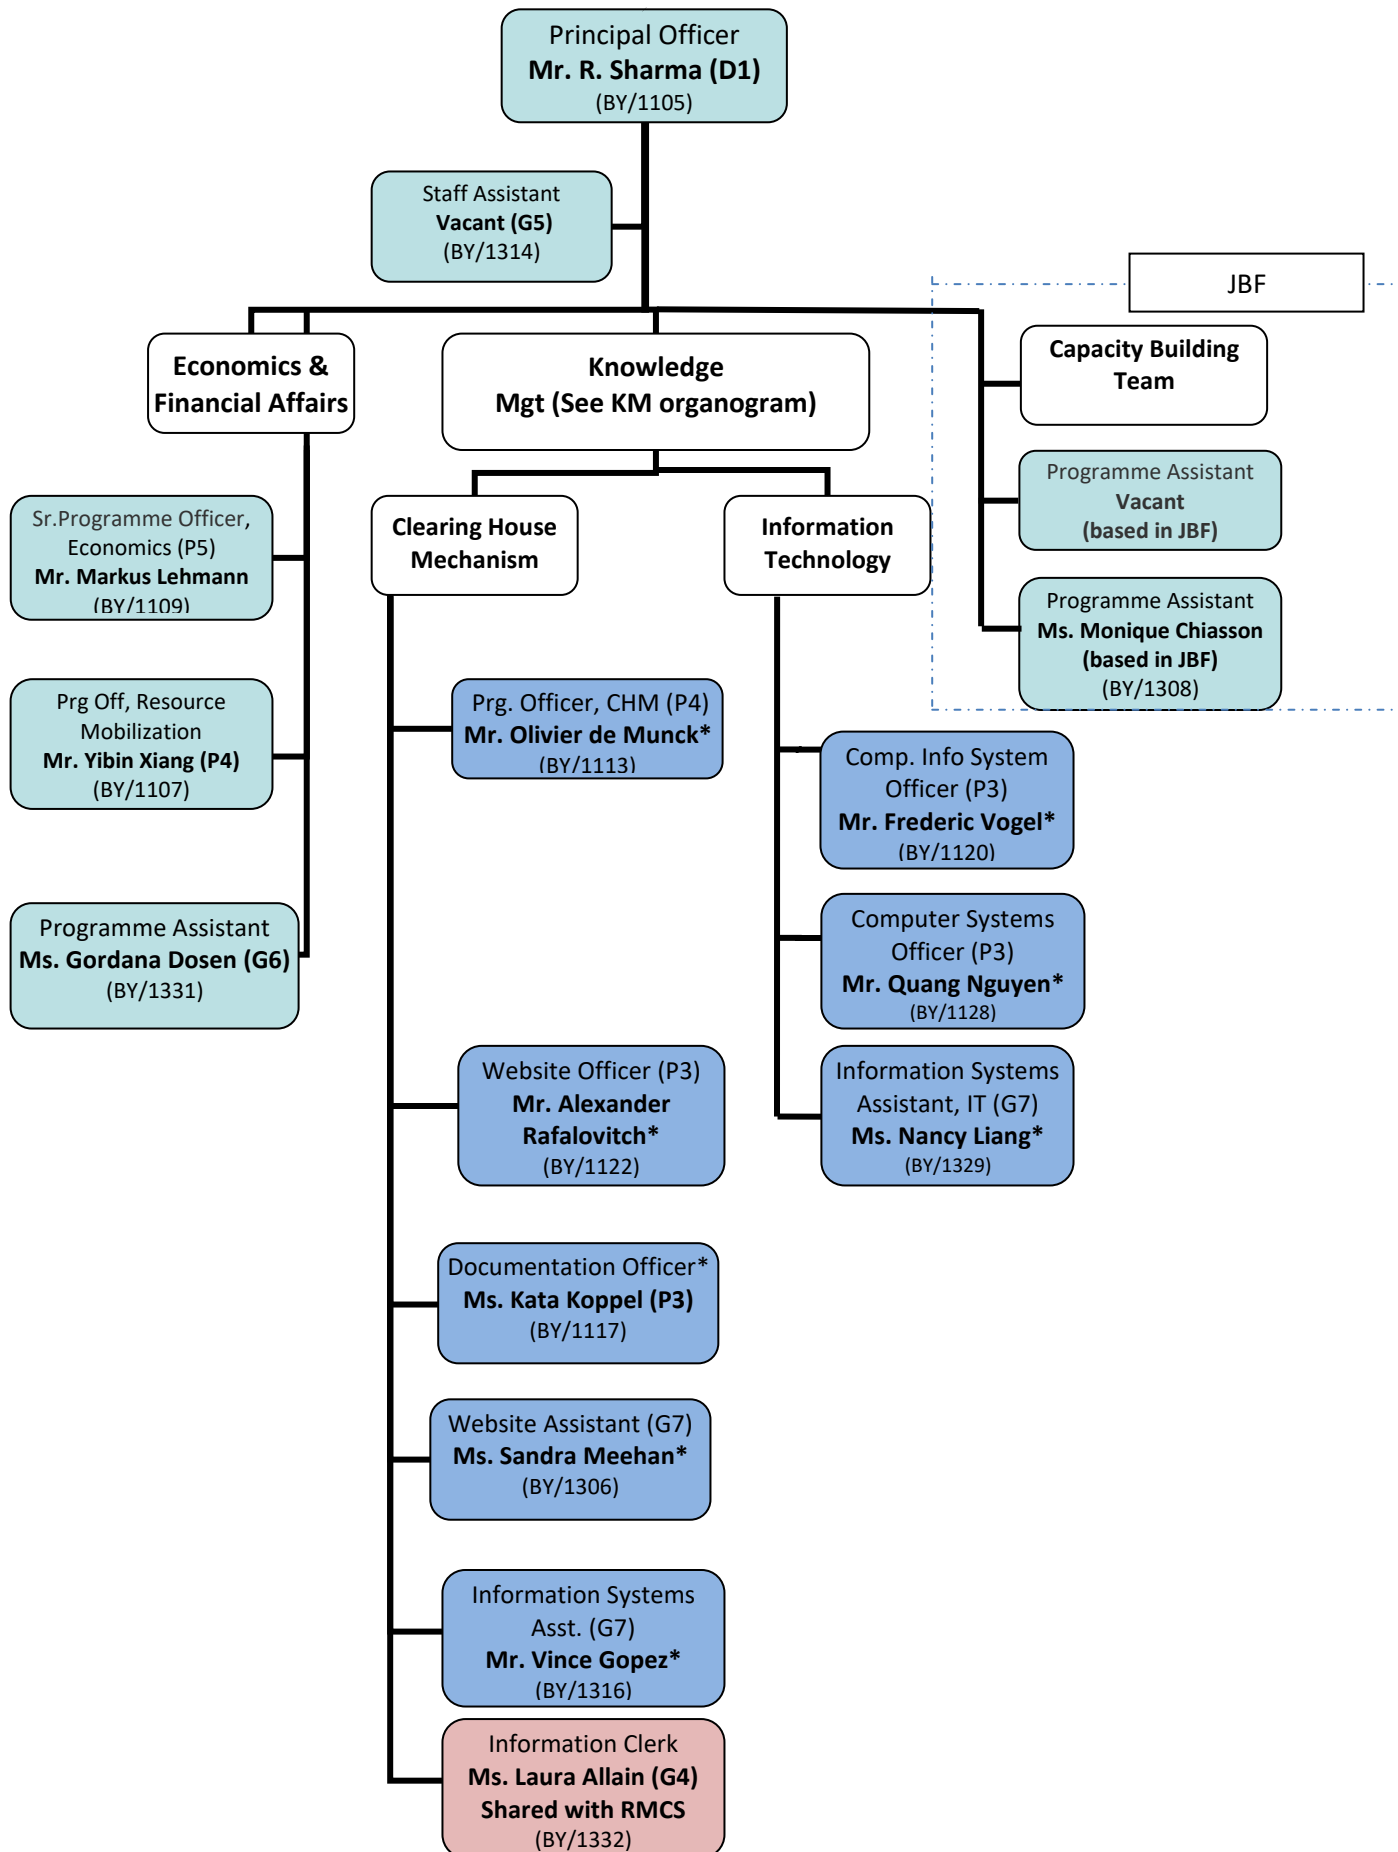 Principal Officer
Mr. R. Sharma (D1)
(BY/1105)
Staff Assistant
Vacant (G5)
(BY/1314)
JBF
Economics &
Financial Affairs
Knowledge
Mgt (See KM organogram)
Capacity Building
Team
Programme Assistant
Vacant
(based in JBF)
Programme Assistant
Ms. Monique Chiasson
(based in JBF)
(BY/1308)
Sr.Programme Officer,
Economics (P5)
Mr. Markus Lehmann
(BY/1109)
Prg Off, Resource
Mobilization
Mr. Yibin Xiang (P4)
(BY/1107)
Programme Assistant
Ms. Gordana Dosen (G6)
(BY/1331)
Clearing House
Mechanism
Prg. Officer, CHM (P4)
Mr. Olivier de Munck*
(BY/1113)
Website Officer (P3)
Mr. Alexander
Rafalovitch*
(BY/1122)
Documentation Officer*
Ms. Kata Koppel (P3)
(BY/1117)
Website Assistant (G7)
Ms. Sandra Meehan*
(BY/1306)
Information Systems
Asst. (G7)
Mr. Vince Gopez*
(BY/1316)
Information Clerk
Ms. Laura Allain (G4)
Shared with RMCS
(BY/1332)
Information
Technology
Comp. Info System
Officer (P3)
Mr. Frederic Vogel*
(BY/1120)
Computer Systems
Officer (P3)
Mr. Quang Nguyen*
(BY/1128)
Information Systems
Assistant, IT (G7)
Ms. Nancy Liang*
(BY/1329)